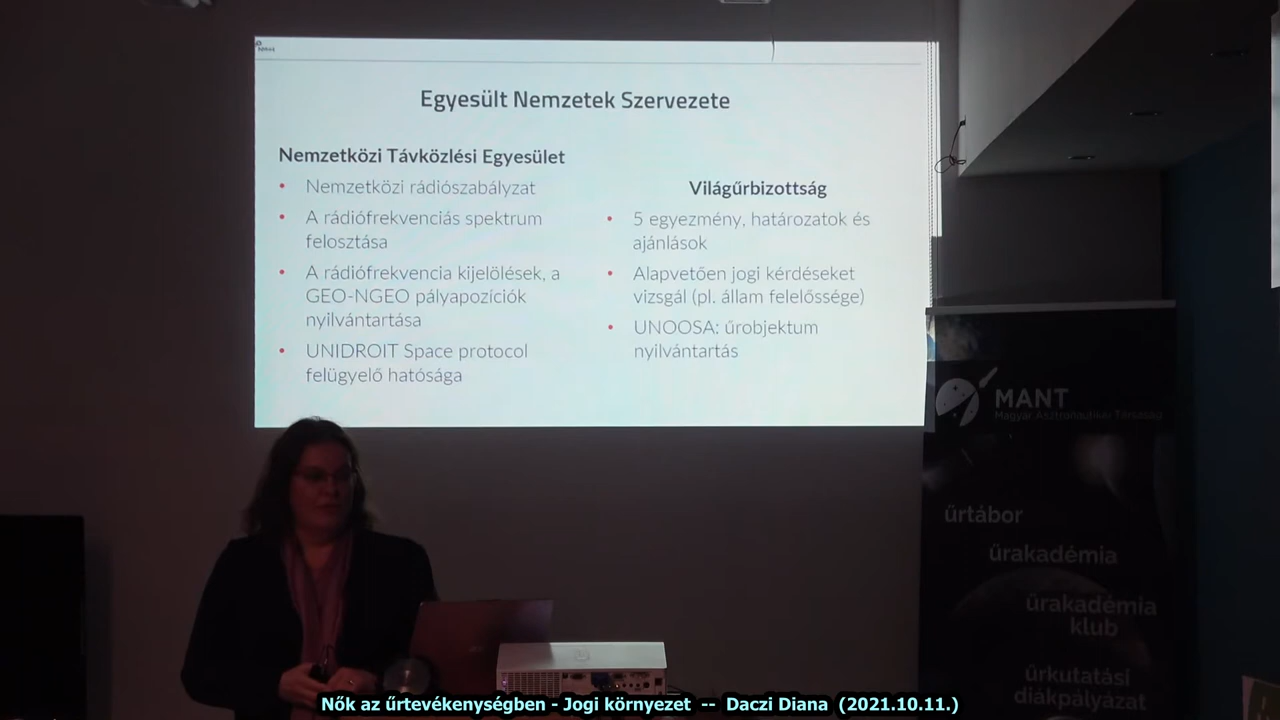 Egyesült Nemzetek Szervezete
Nemzetközi Távközlési Egyesület
• Nemzetközi rádiószabályzat
• A rádiófrekvenciás spektrum
felosztása
• A rádiófrekvencia kijelölések, a
GEO-NGEO pályapozíciók
nyilvántartása
• UNIDROIT Space protocol
felügyelő hatósága
Világűrbizottság
• 5 egyezmény, határozatok és
ajánlások
• Alapvetően jogi kérdéseket
vizsgál (pl. állam felelőssége)
• UNOOSA: űrobjektum
nyilvántartás
MANT
Magyar Asztronautikai Társaság
űrtábor
űrakadémia
űrakadémia
klub
űrkutatási
diákpályázat
Nők az űrtevékenységben - Jogi környezet -- Daczi Diana (2021.10.11.)